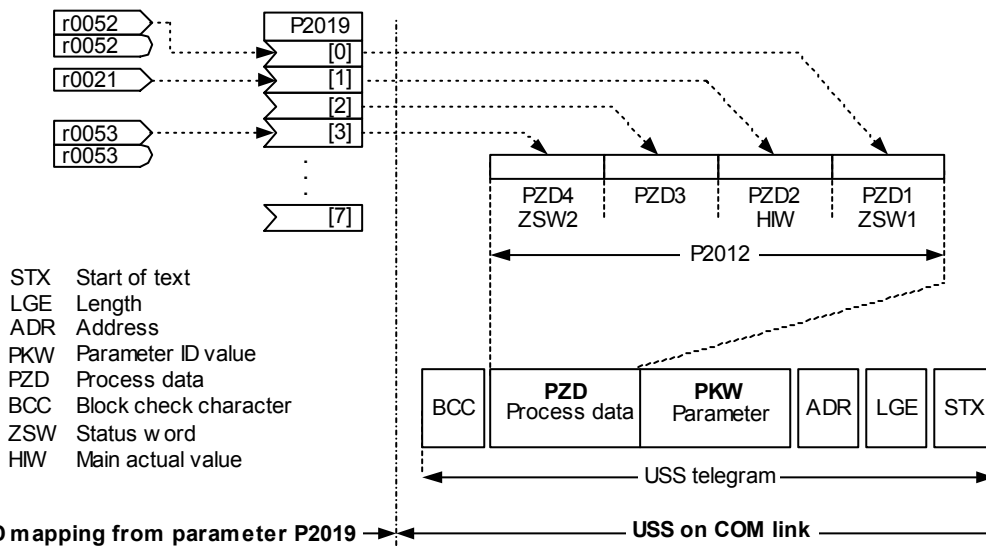 r0052
r0052
r0021
r0053
r0053
P2019
[0]
[1]
[2]
[3]
[7]
PZD4 PZD3 PZD2 PZD1
ZSW2 HIW ZSW1
P2012
STX Start of text
LGE Length
ADR Address
PKW Parameter ID value
PZD Process data
BCC Block check character
ZSW Status word
HIW Main actual value
BCC
PZD
Process data
PKW
Parameter
ADR
LGE
STX
USS telegram
mapping from parameter P2019
USS on COM link